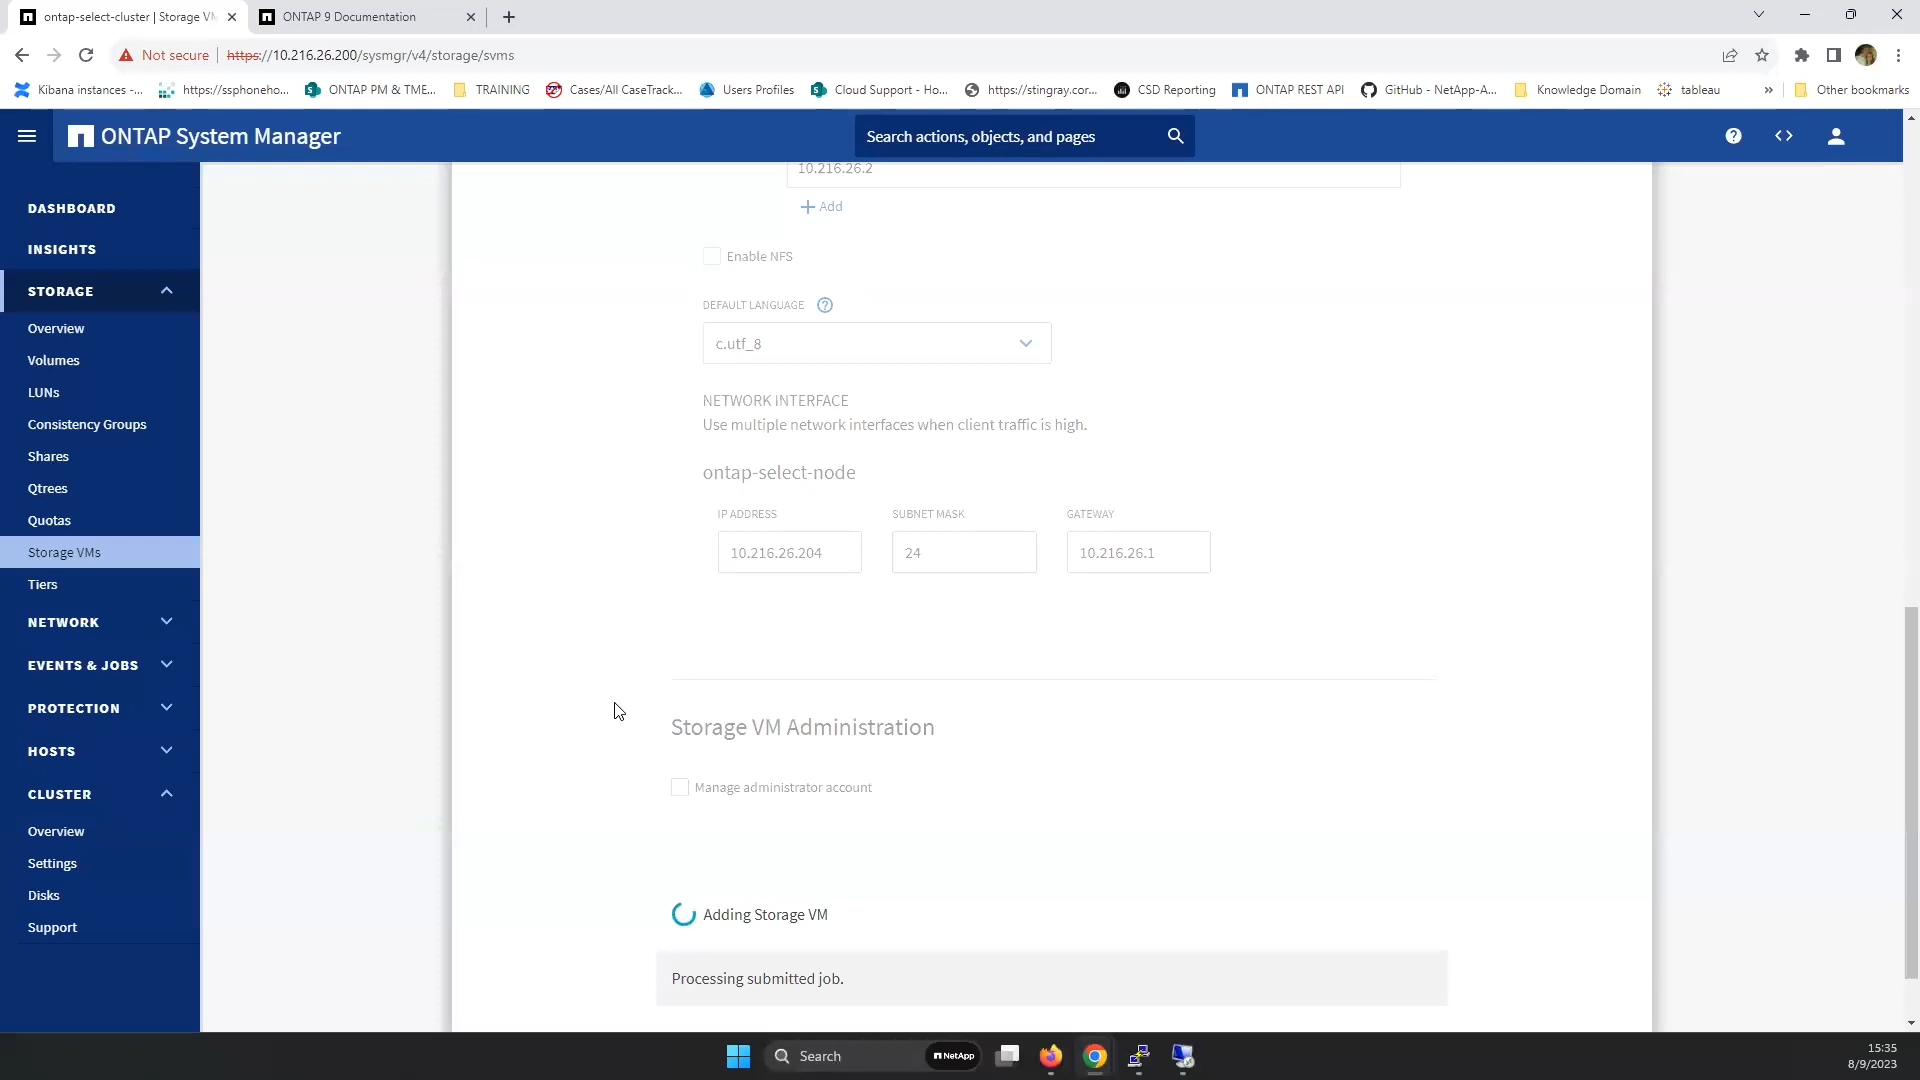 ontap-select-cluster | Storage VM
ONTAP 9 Documentation
Not secure
https://10.216.26.200/sysmgr/v4/storage/svms
Kibana instances -...
https://ssphoneho...
ONTAP PM & TME...
TRAINING
Cases/All CaseTrack...
Users Profiles
Cloud Support - Ho...
https://stingray.cor...
CSD Reporting
ONTAP REST API
GitHub - NetApp-A...
Knowledge Domain
tableau
»
Other bookmarks
ONTAP System Manager
Search actions, objects, and pages
DASHBOARD
INSIGHTS
STORAGE
Overview
Volumes
LUNs
Consistency Groups
Shares
Qtrees
Quotas
Storage VMs
Tiers
NETWORK
EVENTS & JOBS
PROTECTION
HOSTS
CLUSTER
Overview
Settings
Disks
Support
10.216.26.2
+ Add
Enable NFS
DEFAULT LANGUAGE ?
c.utf_8
NETWORK INTERFACE
Use multiple network interfaces when client traffic is high.
ontap-select-node
IP ADDRESS SUBNET MASK GATEWAY
10.216.26.204 24 10.216.26.1
Storage VM Administration
Manage administrator account
Adding Storage VM
Processing submitted job.
Search
NetApp
15:35
8/9/2023